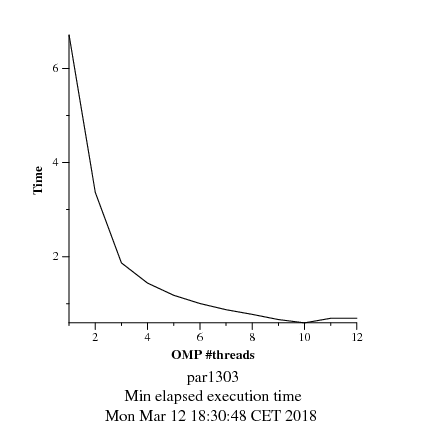 6
4
2
Time
2
4
6
8
10
12
OMP #threads
par1303
Min elapsed execution time
Mon Mar 12 18:30:48 CET 2018